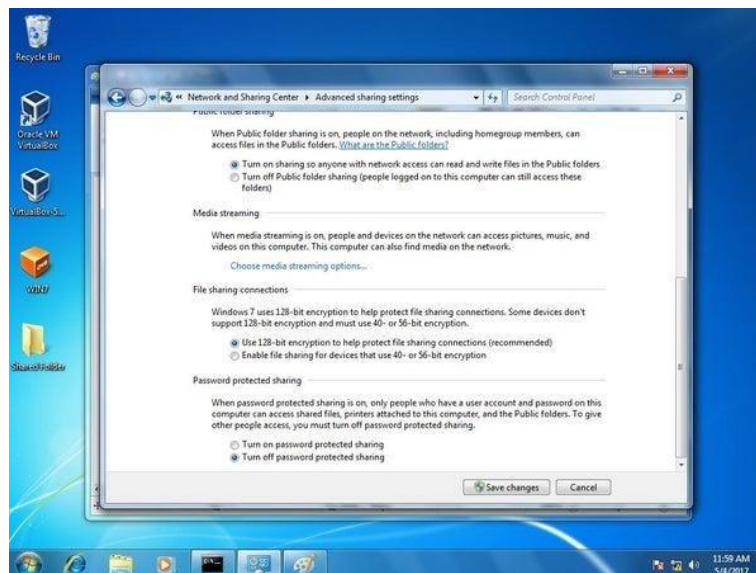 Recycle Bin
Oracle VM
VirtualBox
VirtualBox-5...
WIN7
Shared Folder
« Network and Sharing Center ▸ Advanced sharing settings
Search Control Panel
Public folder sharing
When Public folder sharing is on, people on the network, including homegroup members, can
access files in the Public folders. What are the Public folders?
Turn on sharing so anyone with network access can read and write files in the Public folders
Turn off Public folder sharing (people logged on to this computer can still access these
folders)
Media streaming
When media streaming is on, people and devices on the network can access pictures, music, and
videos on this computer. This computer can also find media on the network.
Choose media streaming options...
File sharing connections
Windows 7 uses 128-bit encryption to help protect file sharing connections. Some devices don't
support 128-bit encryption and must use 40- or 56-bit encryption.
Use 128-bit encryption to help protect file sharing connections (recommended)
Enable file sharing for devices that use 40- or 56-bit encryption
Password protected sharing
When password protected sharing is on, only people who have a user account and password on this
computer can access shared files, printers attached to this computer, and the Public folders. To give
other people access, you must turn off password protected sharing.
Turn on password protected sharing
Turn off password protected sharing
Save changes
Cancel
11:59 AM
5/4/2017